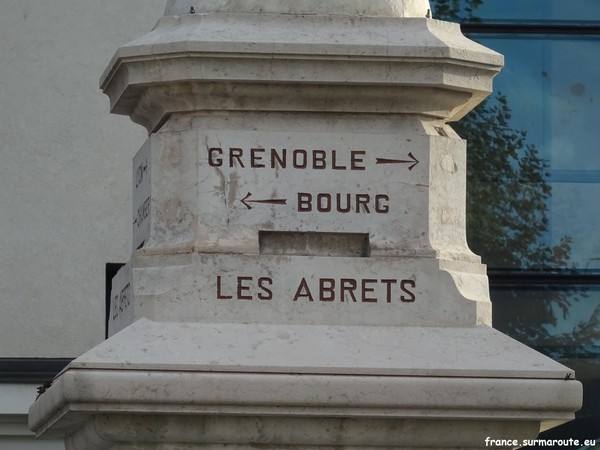 GRENOBLE →
← BOURG
LES ABRETS
france.surmaroute.eu